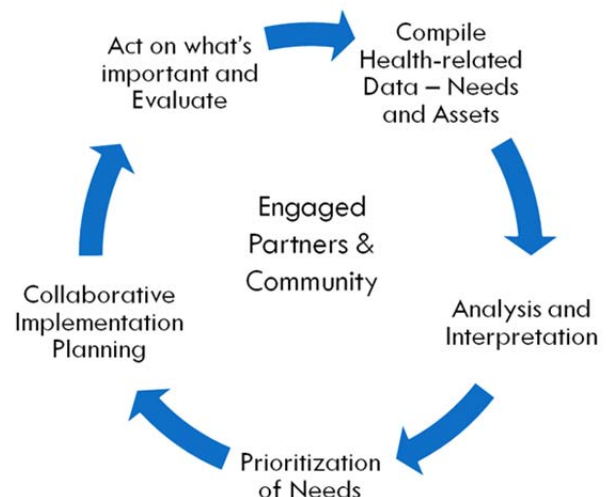 Act on what's
important and
Evaluate
Compile
Health-related
Data – Needs
and Assets
Engaged
Partners &
Community
Analysis and
Interpretation
Collaborative
Implementation
Planning
Prioritization
of Needs